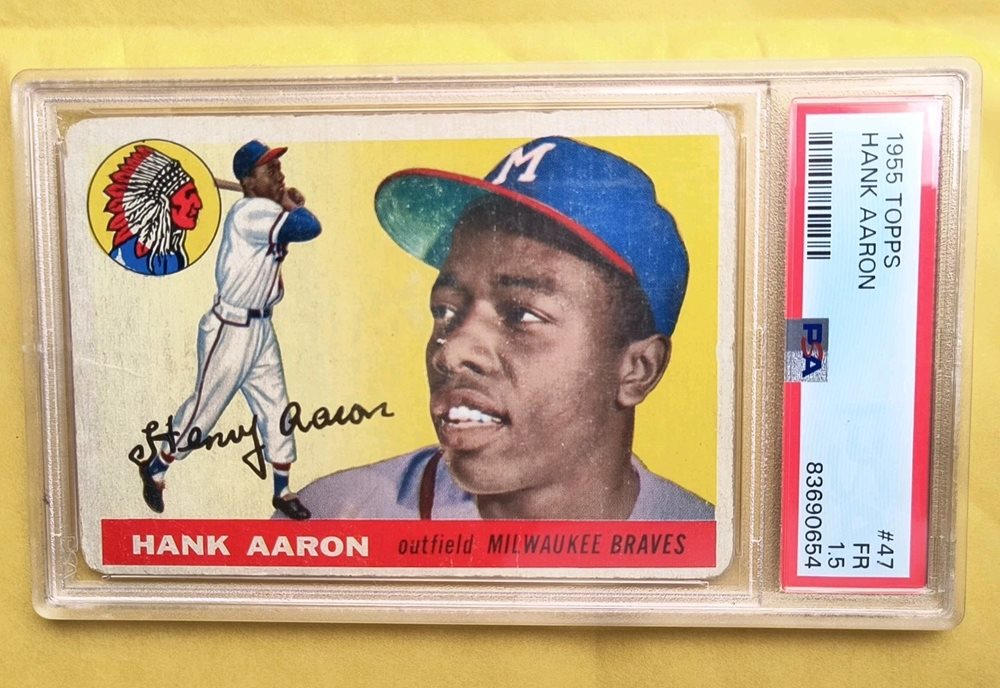 M
Henry Aaron
HANK AARON outfield MILWAUKEE BRAVES
1955 TOPPS #47
HANK AARON FR
1.5
PSA
83690654